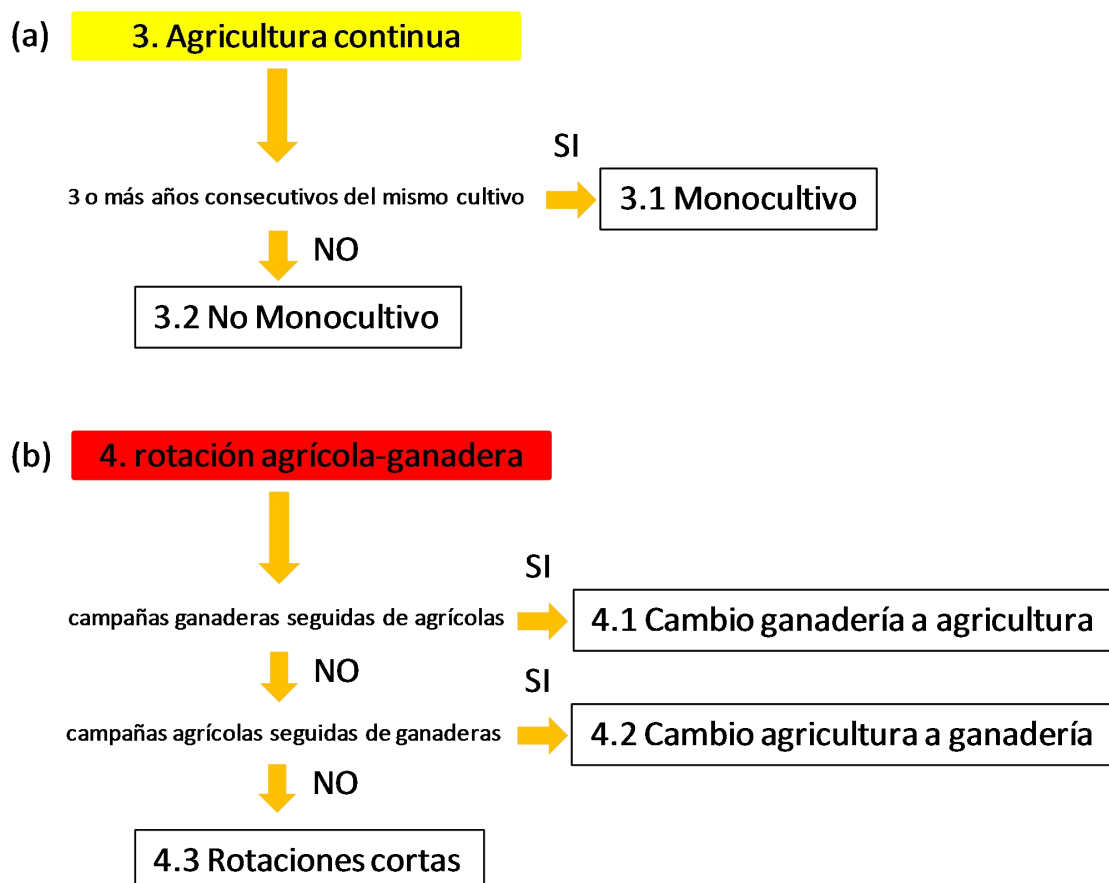 (a)
3. Agricultura continua
SI
3 o más años consecutivos del mismo cultivo
3.1 Monocultivo
NO
3.2 No Monocultivo
(b)
4. rotación agrícola-ganadera
SI
campañas ganaderas seguidas de agrícolas
4.1 Cambio ganadería a agricultura
NO
SI
campañas agrícolas seguidas de ganaderas
4.2 Cambio agricultura a ganadería
NO
4.3 Rotaciones cortas